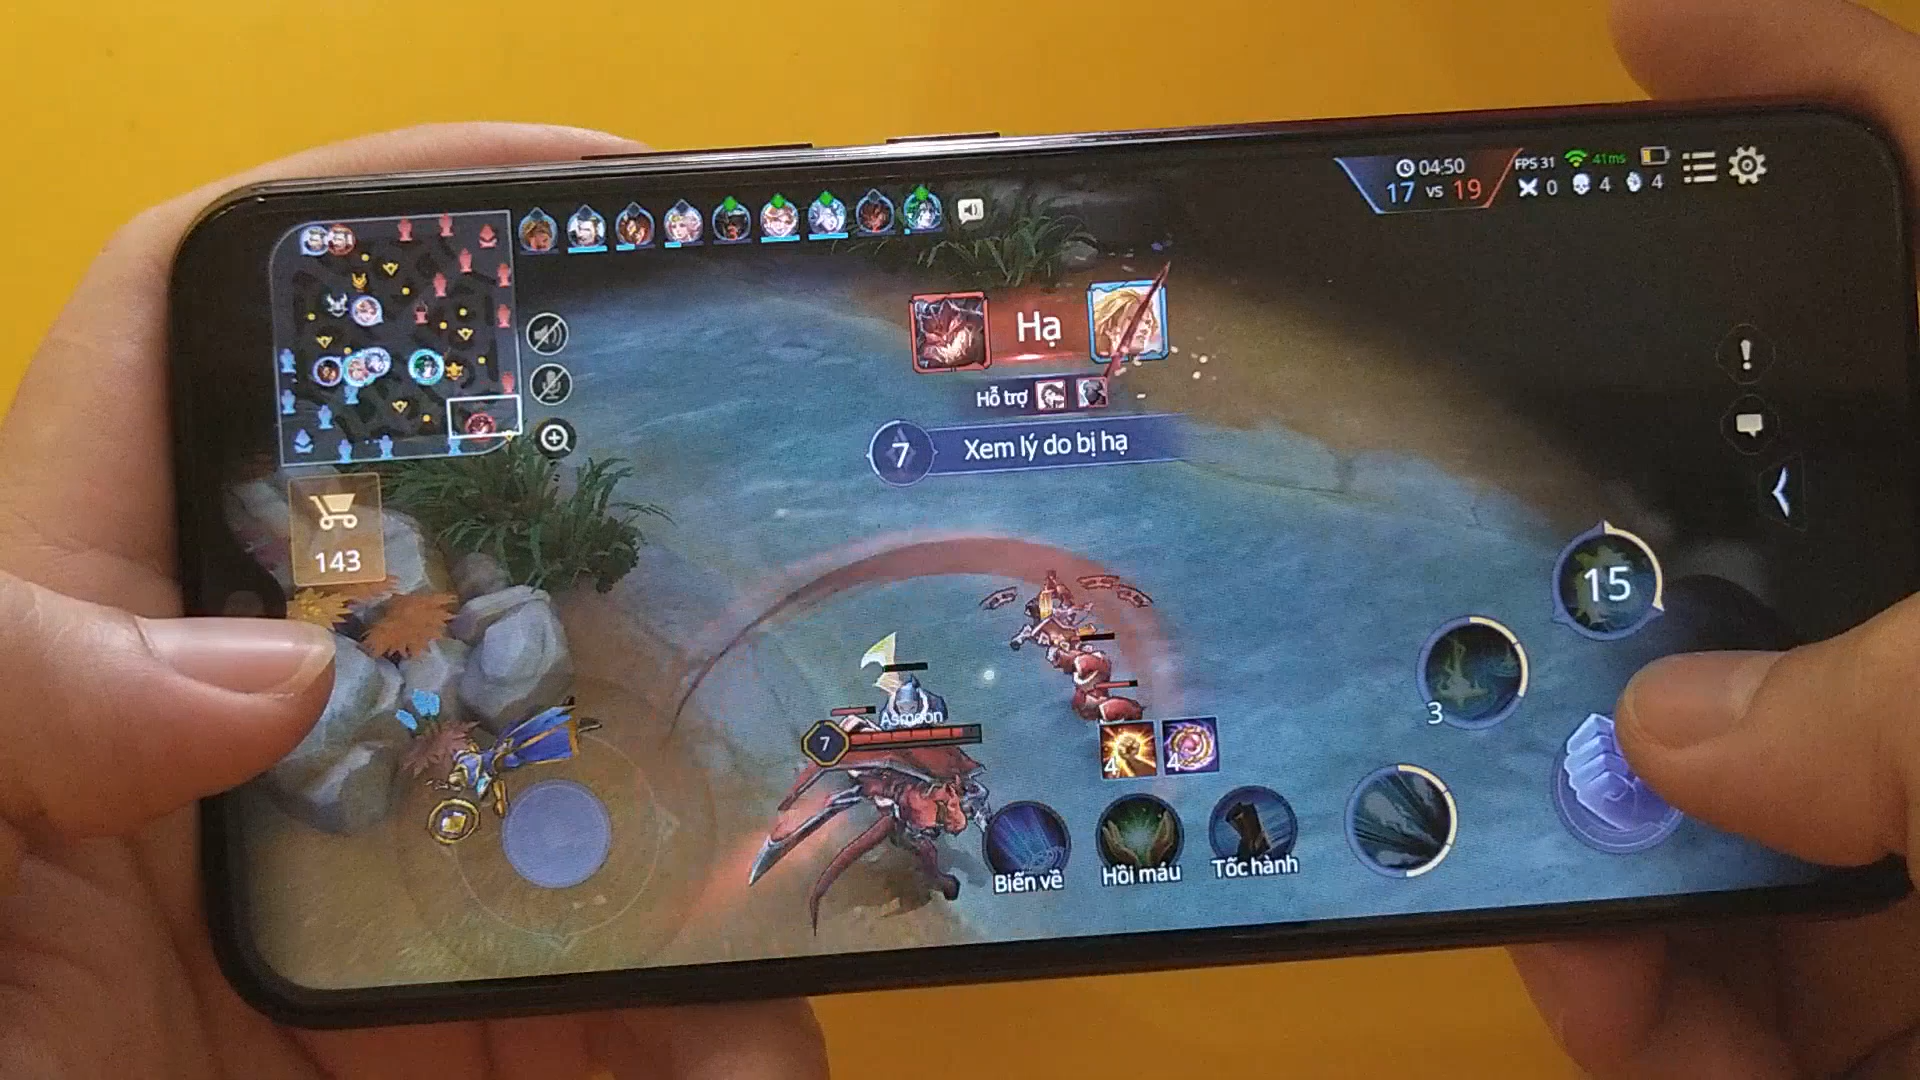 04:50
17 vs 19
FPS 31
41ms
0
4
4
Hạ
Hỗ trợ
7
Xem lý do bị hạ
143
15
3
Asmoon
7
4
4
Biến về
Hồi máu
Tốc hành